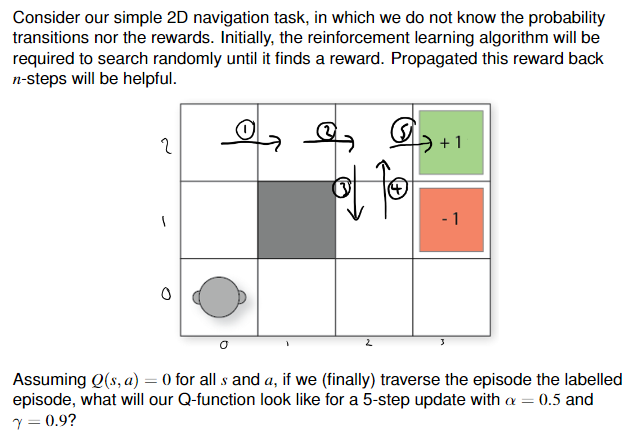 Consider our simple 2D navigation task, in which we do not know the probability
transitions nor the rewards. Initially, the reinforcement learning algorithm will be
required to search randomly until it finds a reward. Propagated this reward back
n-steps will be helpful.
1 2 5
2 + 1
3 4
1 - 1
0
0 1 2 3
Assuming Q(s, a) = 0 for all s and a, if we (finally) traverse the episode the labelled
episode, what will our Q-function look like for a 5-step update with α = 0.5 and
γ = 0.9?